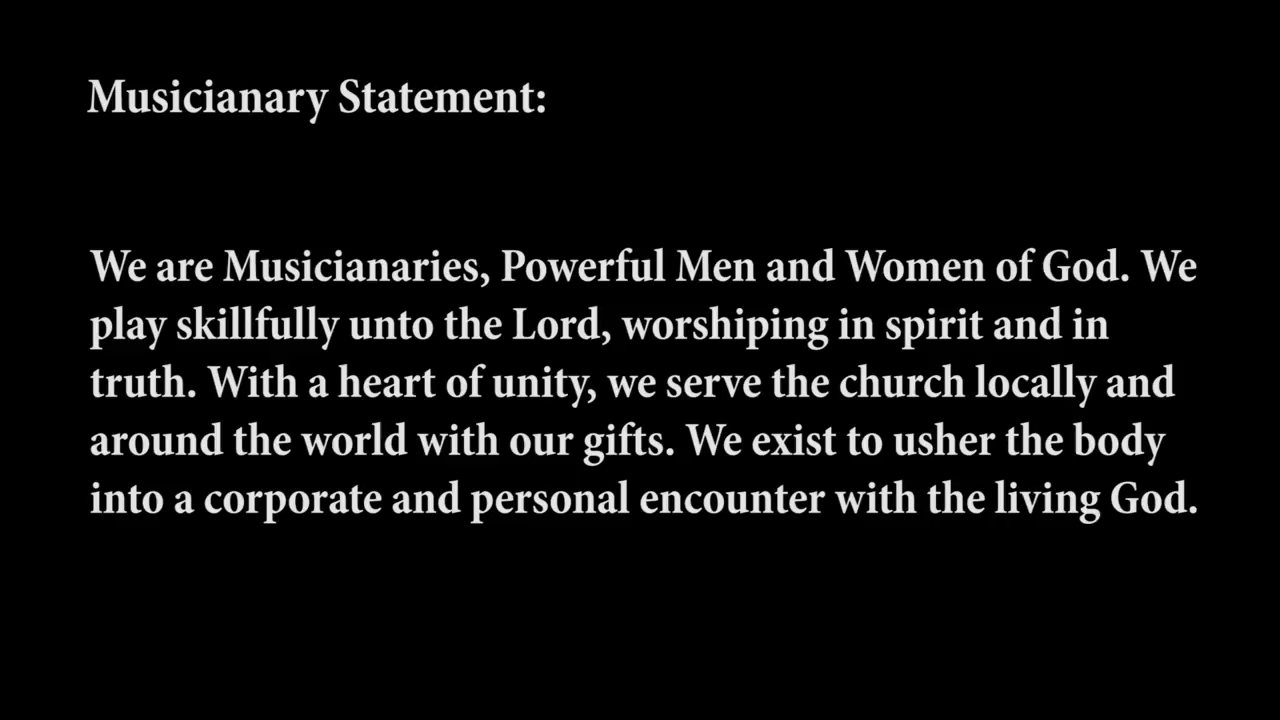 Musicianary Statement:
We are Musicianaries, Powerful Men and Women of God. We
play skillfully unto the Lord, worshiping in spirit and in
truth. With a heart of unity, we serve the church locally and
around the world with our gifts. We exist to usher the body
into a corporate and personal encounter with the living God.